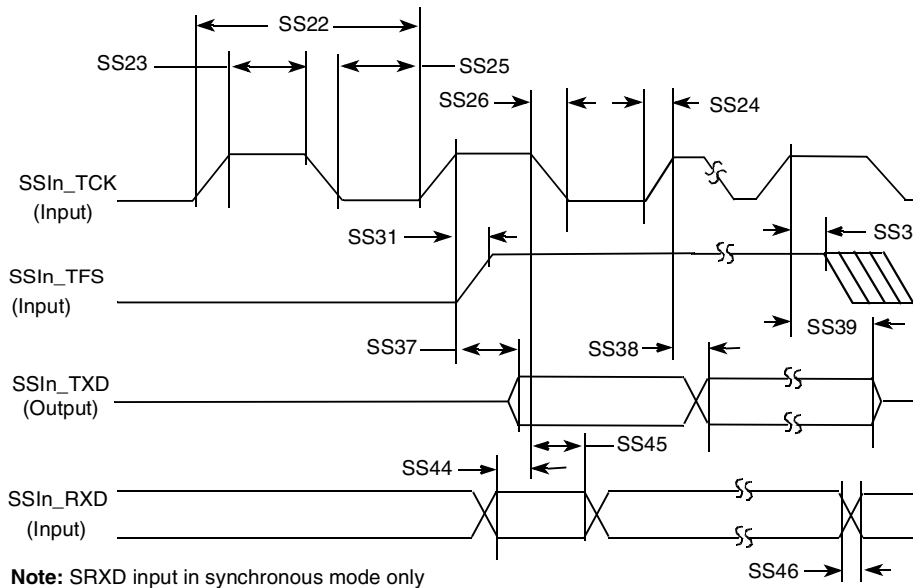 SS22
SS23
SS25
SS26
SS24
SSIn_TCK
(Input)
SS31
SS3
SSIn_TFS
(Input)
SS39
SS37
SS38
SSIn_TXD
(Output)
SS45
SS44
SSIn_RXD
(Input)
SS46
Note: SRXD input in synchronous mode only